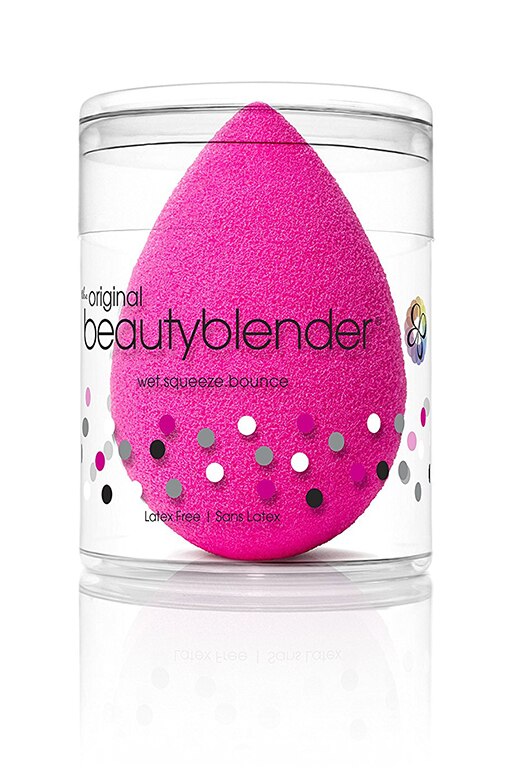 the original
beautyblender
wet.squeeze.bounce
Latex Free | Sans Latex